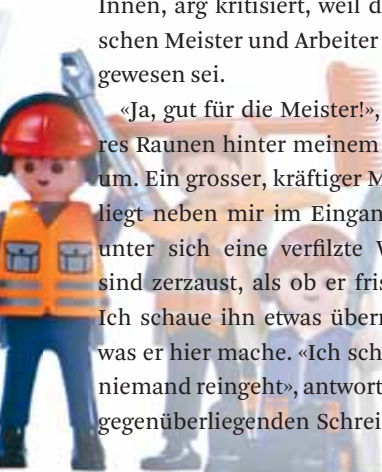 Innen, arg kritisiert, weil d
schen Meister und Arbeiter
gewesen sei.
«Ja, gut für die Meister!»,
res Raunen hinter meinem
um. Ein grosser, kräftiger M
liegt neben mir im Eingan
unter sich eine verfilzte W
sind zerzaust, als ob er fris
Ich schaue ihn etwas überr
was er hier mache. «Ich sch
niemand reingeht», antwort
gegenüberliegenden Schrei